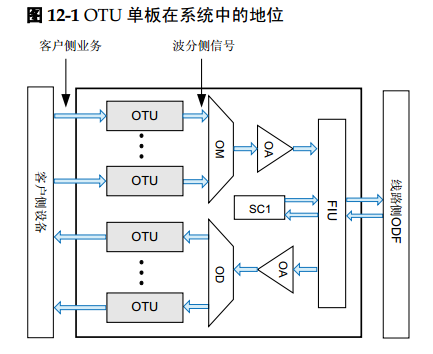 图 12-1 OTU 单板在系统中的地位
客户侧业务
波分侧信号
OTU
OTU
OM
OA
客户侧设备
SC1
FIU
线路侧ODF
OTU
OD
OA
OTU